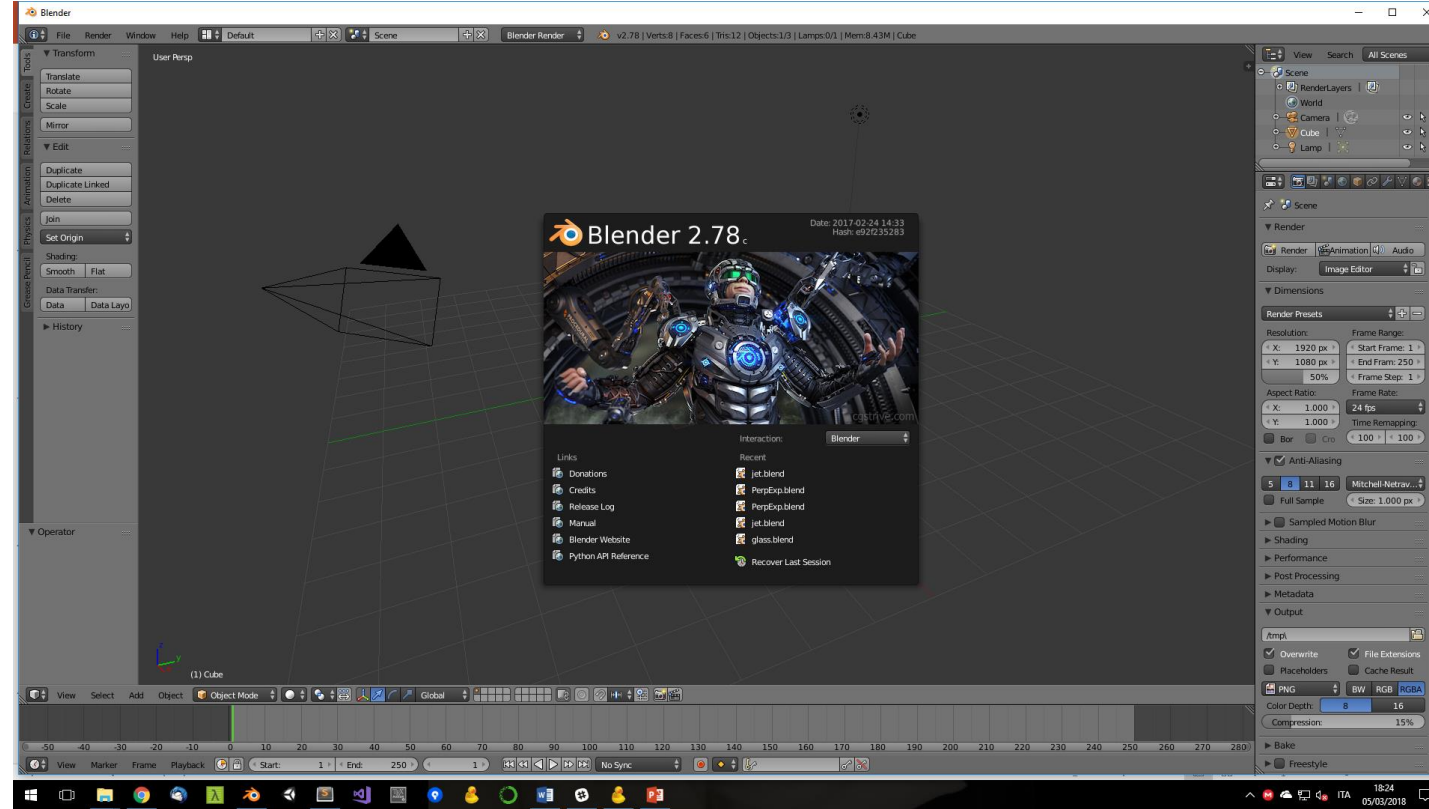 Blender
File Render Window Help Default Scene Blender Render v2.78 | Verts:8 | Faces:6 | Tris:12 | Objects:1/3 | Lamps:0/1 | Mem:8.43M | Cube
Tools
Create
Relations
Animation
Physics
Grease Pencil
Transform
Translate
Rotate
Scale
Mirror
Edit
Duplicate
Duplicate Linked
Delete
Join
Set Origin
Shading:
Smooth Flat
Data Transfer:
Data Data Layo
History
Operator
User Persp
(1) Cube
Blender 2.78c
Date: 2017-02-24 14:33
Hash: e92f235283
cgstrive.com
Interaction: Blender
Links
Donations
Credits
Release Log
Manual
Blender Website
Python API Reference
Recent
jet.blend
PerpExp.blend
PerpExp.blend
jet.blend
glass.blend
Recover Last Session
View Search All Scenes
Scene
RenderLayers |
World
Camera |
Cube |
Lamp |
Scene
Render
Render Animation Audio
Display: Image Editor
Dimensions
Render Presets
Resolution: Frame Range:
X: 1920 px Start Frame: 1
Y: 1080 px End Fram: 250
50% Frame Step: 1
Aspect Ratio: Frame Rate:
X: 1.000 24 fps
Y: 1.000 Time Remapping:
Bor Cro 100 100
Anti-Aliasing
5 8 11 16 Mitchell-Netrav...
Full Sample Size: 1.000 px
Sampled Motion Blur
Shading
Performance
Post Processing
Metadata
Output
/tmp\
Overwrite File Extensions
Placeholders Cache Result
PNG BW RGB RGBA
Color Depth: 8 16
Compression: 15%
Bake
Freestyle
z
y
View Select Add Object Object Mode Global
-50 -40 -30 -20 -10 0 10 20 30 40 50 60 70 80 90 100 110 120 130 140 150 160 170 180 190 200 210 220 230 240 250 260 270 280
View Marker Frame Playback Start: 1 End: 250 1 No Sync
ITA
18:24
05/03/2018